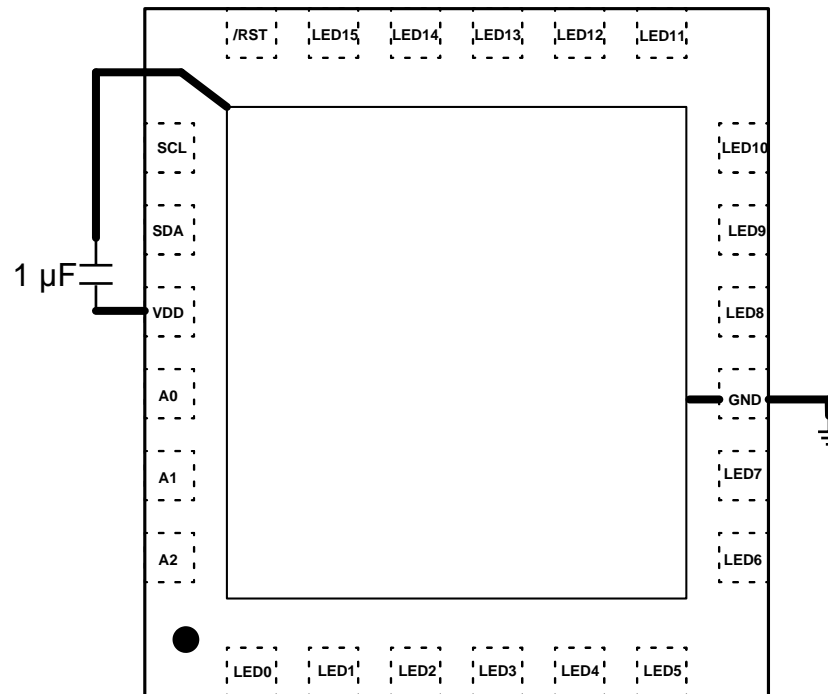 /RST LED15 LED14 LED13 LED12 LED11
SCL LED10
SDA LED9
1 µF
VDD LED8
A0 GND
A1 LED7
A2 LED6
LED0 LED1 LED2 LED3 LED4 LED5